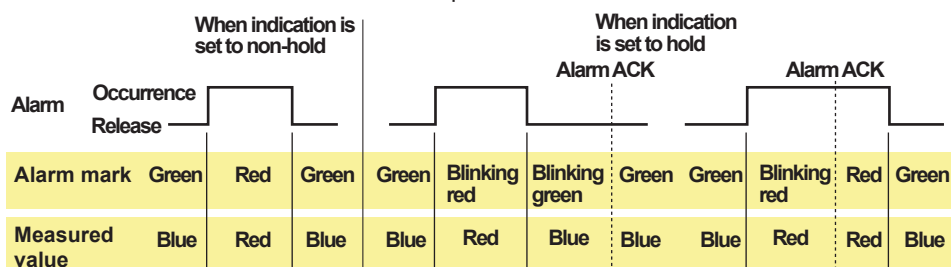 When indication is
set to non-hold
When indication
is set to hold
Alarm ACK
Alarm ACK
Alarm
Occurrence
Release
Alarm mark Green Red Green Green Blinking red Blinking green Green Green Blinking red Red Green
Measured value Blue Red Blue Blue Red Blue Blue Blue Red Red Blue